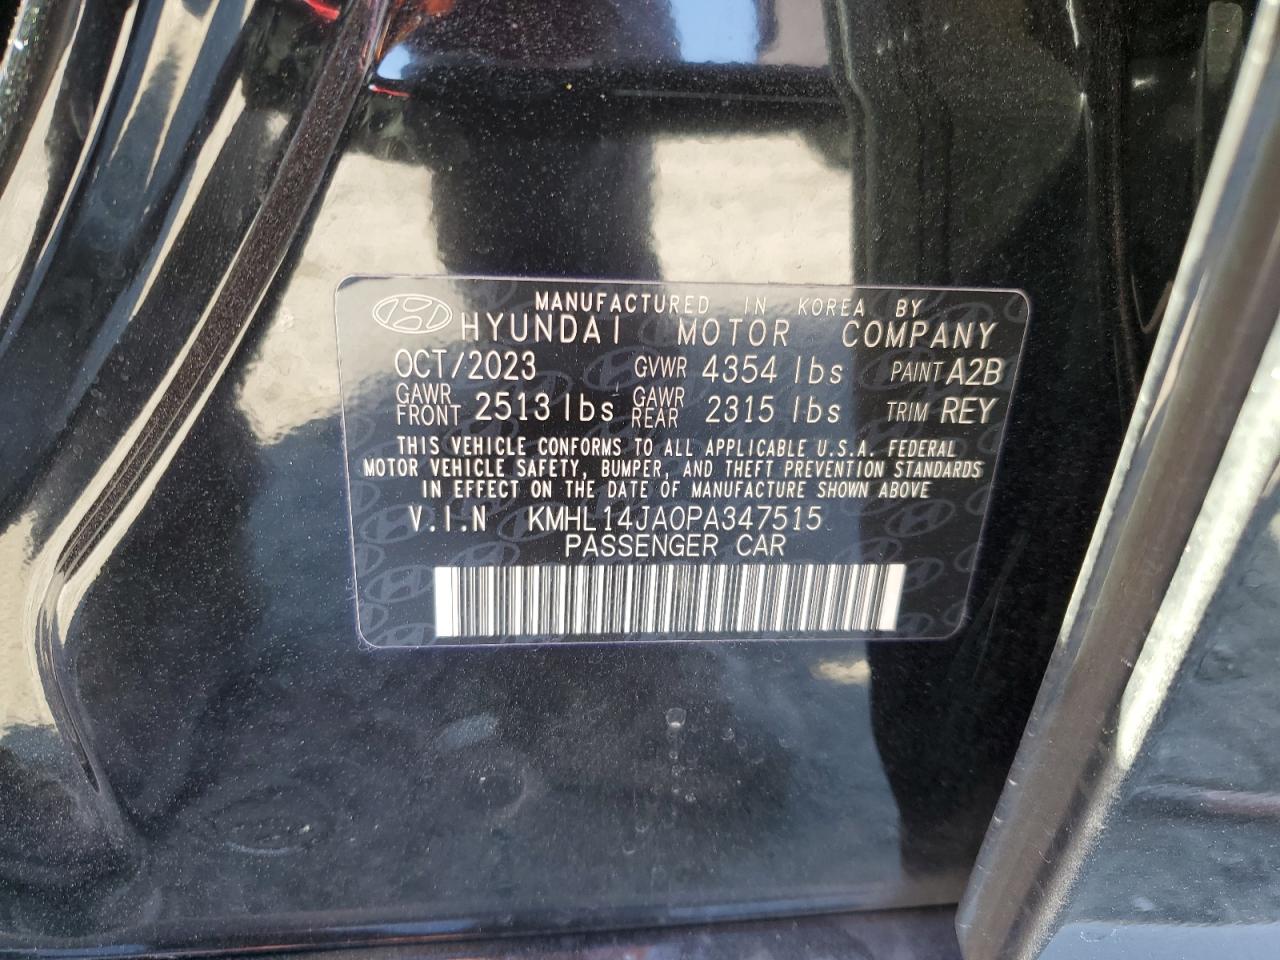 MANUFACTURED IN KOREA BY
HYUNDAI MOTOR COMPANY
OCT/2023 GVWR 4354 lbs PAINT A2B
GAWR FRONT 2513 lbs GAWR REAR 2315 lbs TRIM REY
THIS VEHICLE CONFORMS TO ALL APPLICABLE U.S.A. FEDERAL
MOTOR VEHICLE SAFETY, BUMPER, AND THEFT PREVENTION STANDARDS
IN EFFECT ON THE DATE OF MANUFACTURE SHOWN ABOVE
V.I.N KMHL14JA0PA347515
PASSENGER CAR